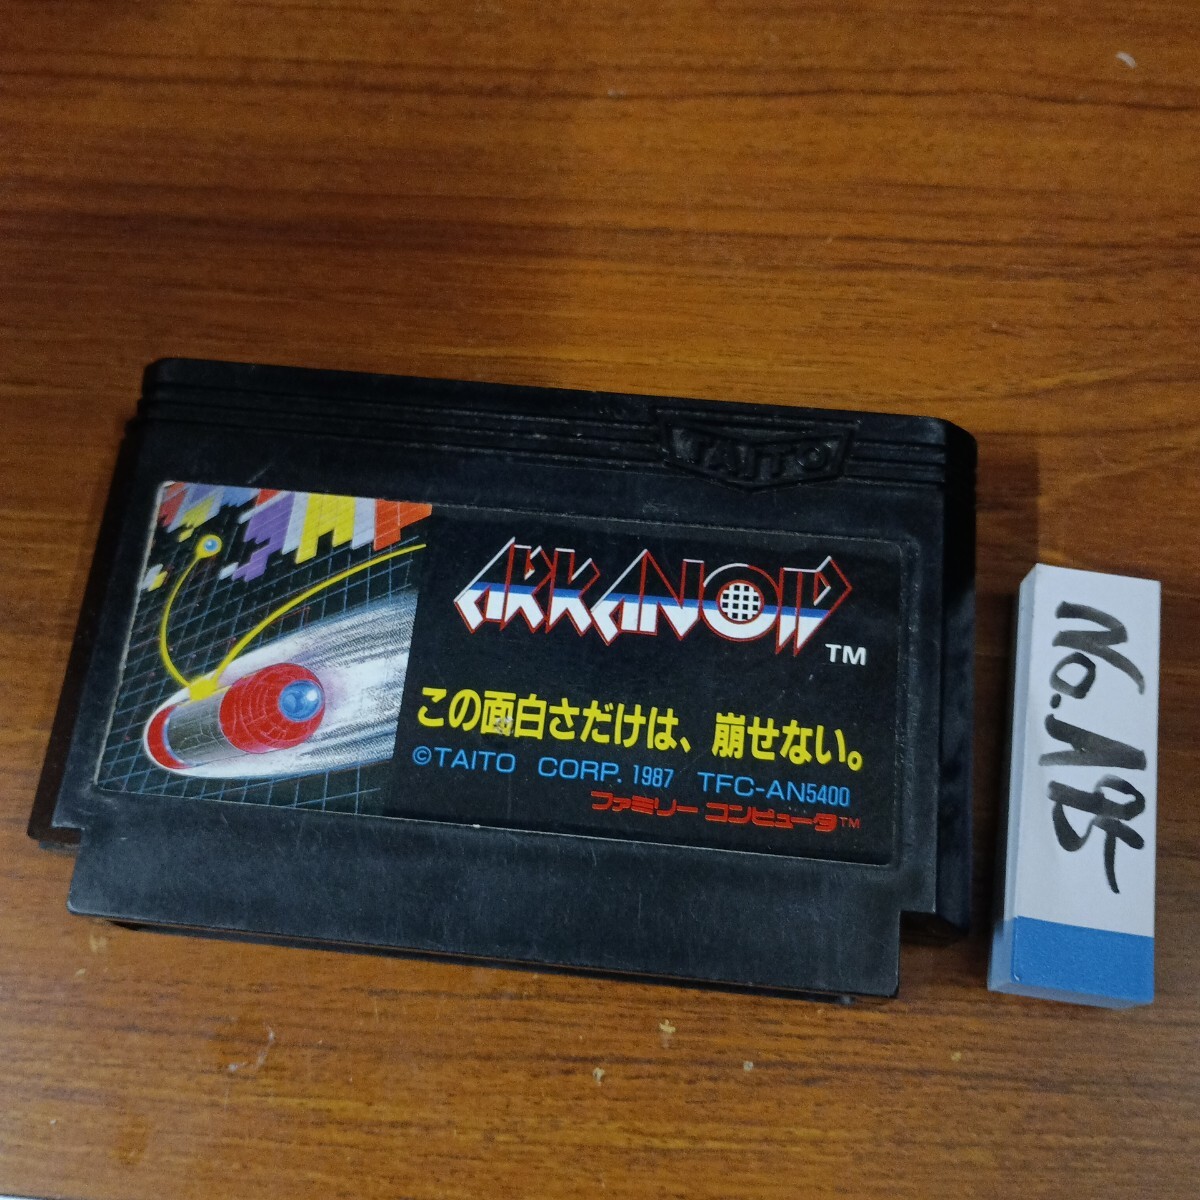 TAITO
ARKANOID
TM
この面白さだけは、崩せない。
©TAITO CORP. 1987 TFC-AN5400
ファミリー コンピュータ™
No.A85